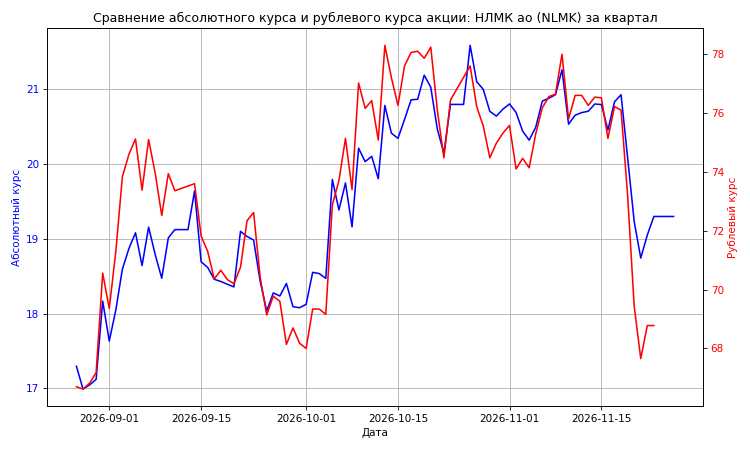 Сравнение абсолютного курса и рублевого курса акции: НЛМК ао (NLMK) за квартал
21
20
19
18
17
Абсолютный курс
78
76
74
72
70
68
Рублевый курс
2026-09-01 2026-09-15 2026-10-01 2026-10-15 2026-11-01 2026-11-15
Дата